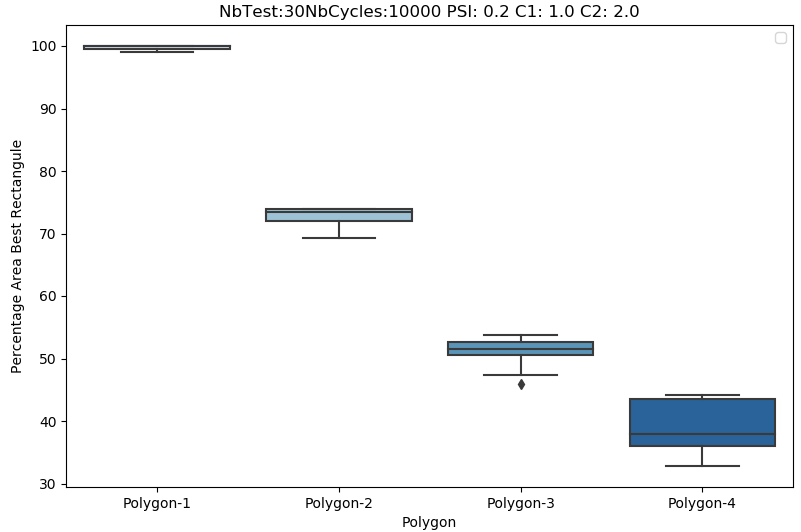 NbTest:30NbCycles:10000 PSI: 0.2 C1: 1.0 C2: 2.0
Percentage Area Best Rectangule
100
90
80
70
60
50
40
30
Polygon-1 Polygon-2 Polygon-3 Polygon-4
Polygon